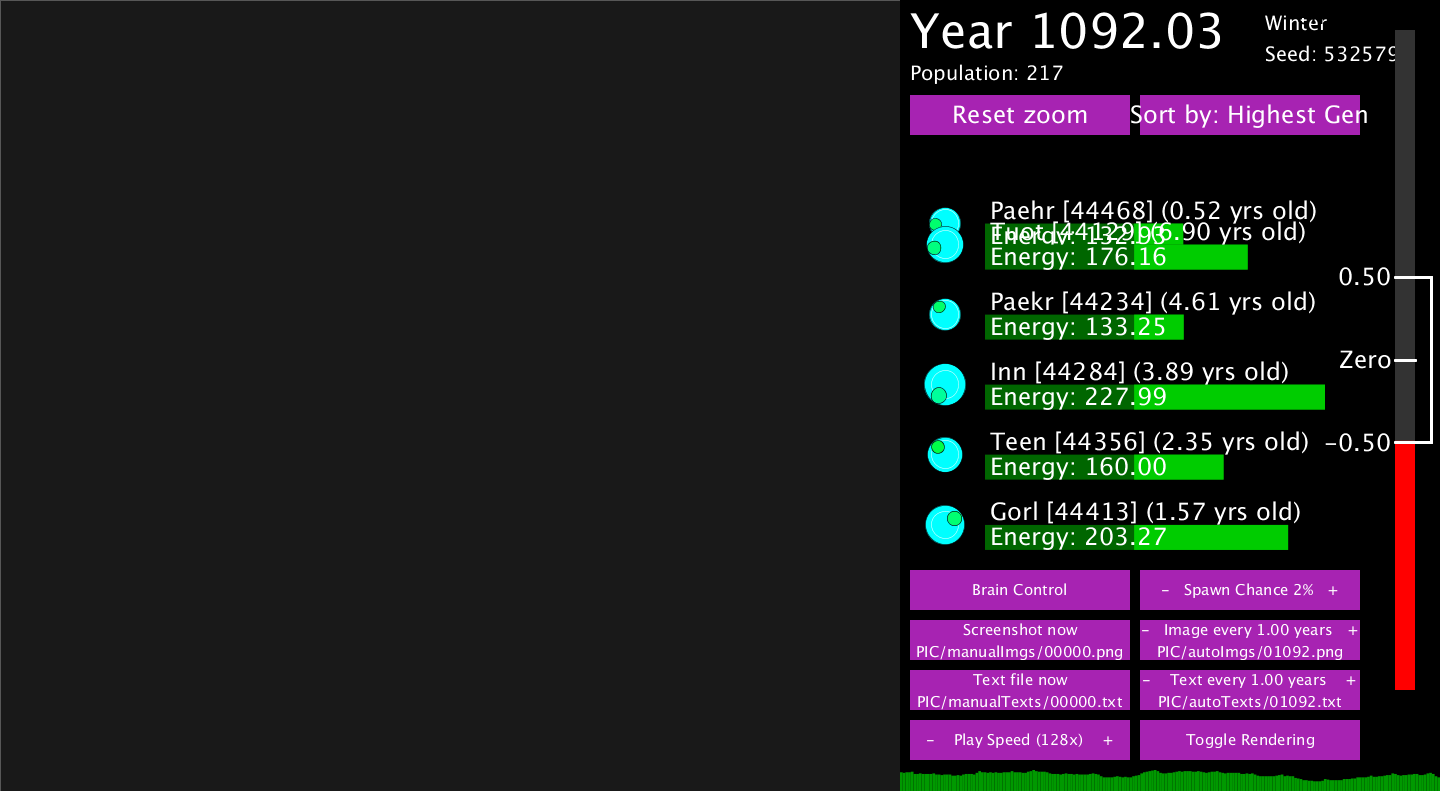 Year 1092.03
Winter
Seed: 532579
Population: 217
Reset zoom
Sort by: Highest Gen
Paehr [44468] (0.52 yrs old)
Energy: 132.93
Tuot [44129] (6.90 yrs old)
Energy: 176.16
Paekr [44234] (4.61 yrs old)
Energy: 133.25
Inn [44284] (3.89 yrs old)
Energy: 227.99
Teen [44356] (2.35 yrs old)
Energy: 160.00
Gorl [44413] (1.57 yrs old)
Energy: 203.27
0.50
Zero
-0.50
Brain Control
- Spawn Chance 2% +
Screenshot now
PIC/manualImgs/00000.png
- Image every 1.00 years +
PIC/autoImgs/01092.png
Text file now
PIC/manualTexts/00000.txt
- Text every 1.00 years +
PIC/autoTexts/01092.txt
- Play Speed (128x) +
Toggle Rendering